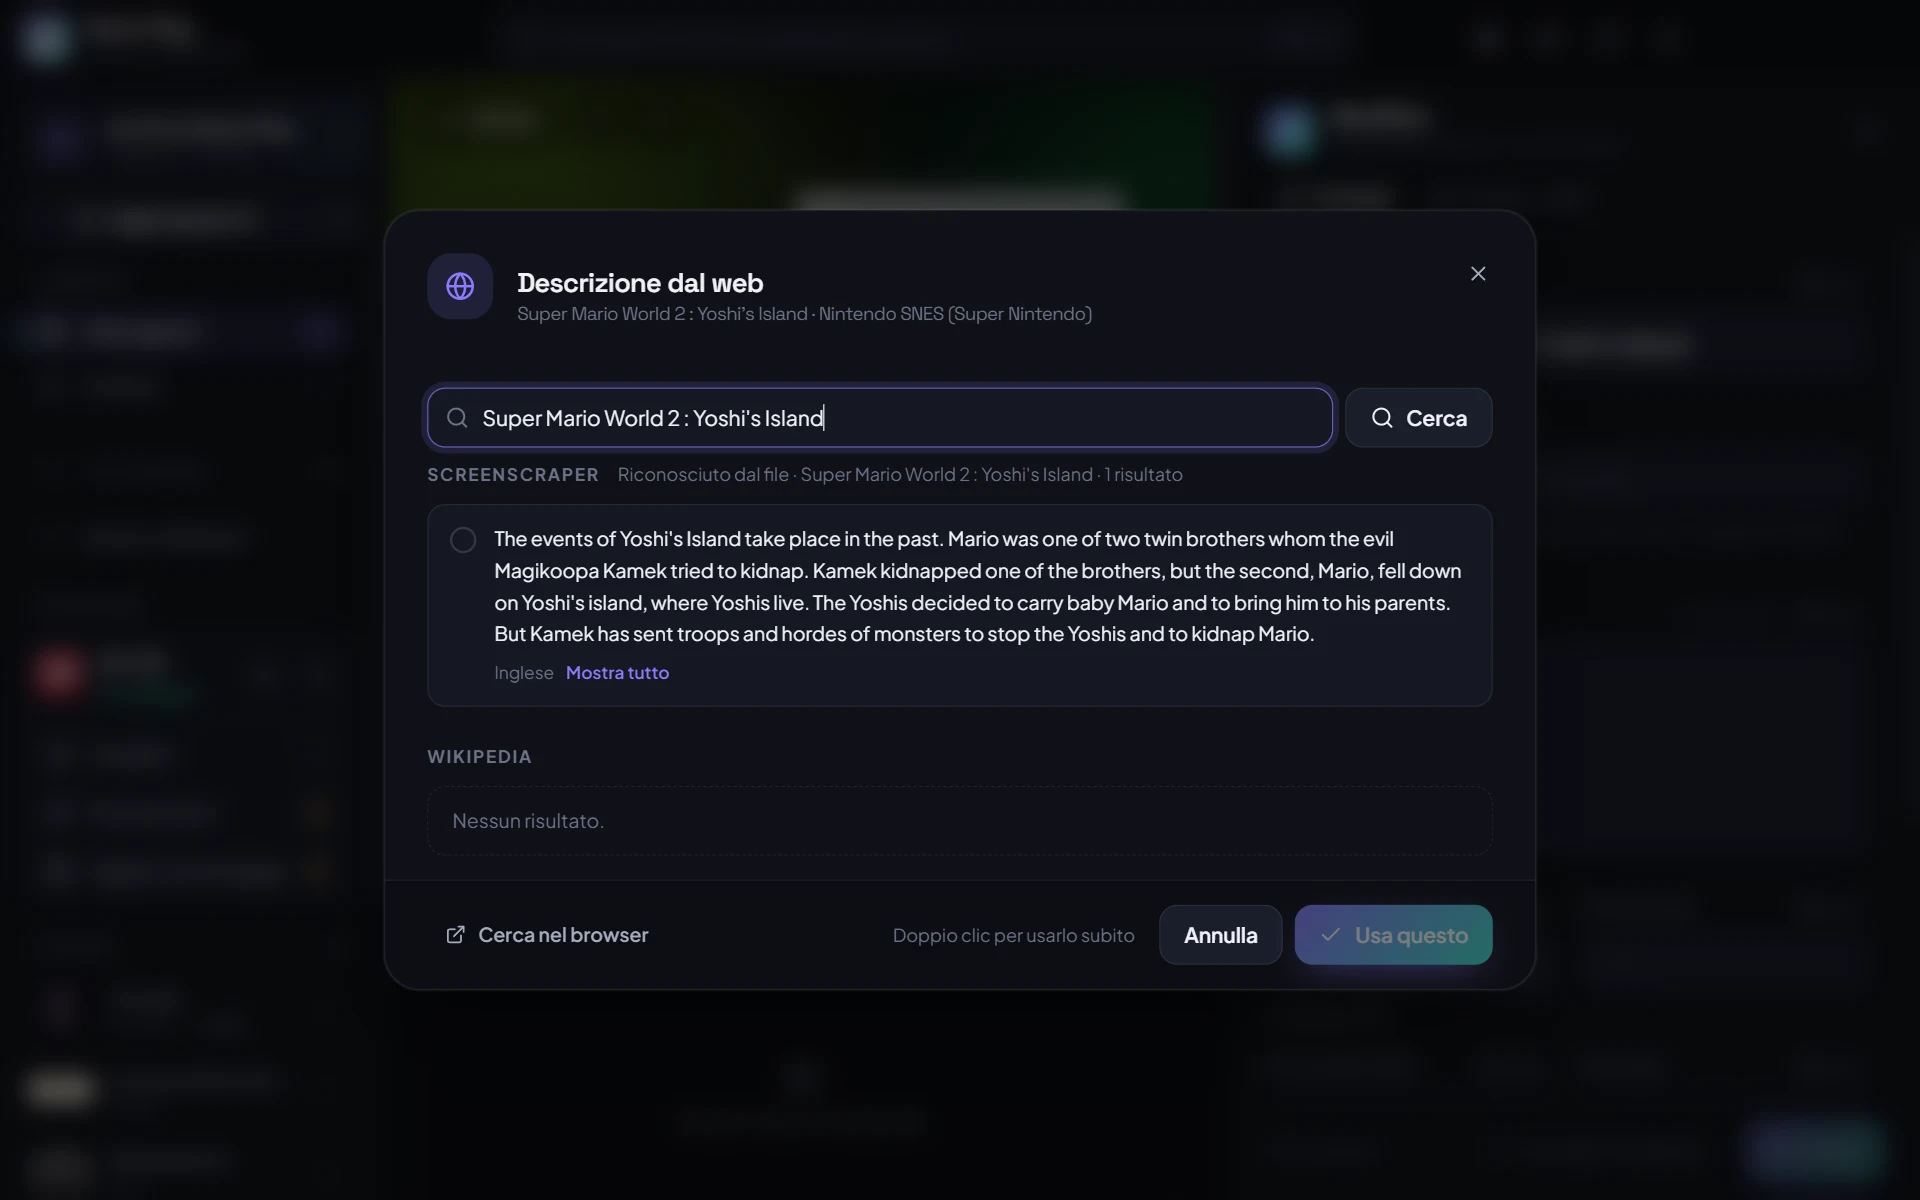 Descrizione dal web
Super Mario World 2 : Yoshi's Island · Nintendo SNES (Super Nintendo)
Super Mario World 2 : Yoshi's Island
Cerca
SCREENSCRAPER Riconosciuto dal file · Super Mario World 2 : Yoshi's Island · 1 risultato
The events of Yoshi's Island take place in the past. Mario was one of two twin brothers whom the evil
Magikoopa Kamek tried to kidnap. Kamek kidnapped one of the brothers, but the second, Mario, fell down
on Yoshi's island, where Yoshis live. The Yoshis decided to carry baby Mario and to bring him to his parents.
But Kamek has sent troops and hordes of monsters to stop the Yoshis and to kidnap Mario.
Inglese Mostra tutto
WIKIPEDIA
Nessun risultato.
Cerca nel browser
Doppio clic per usarlo subito
Annulla
Usa questo